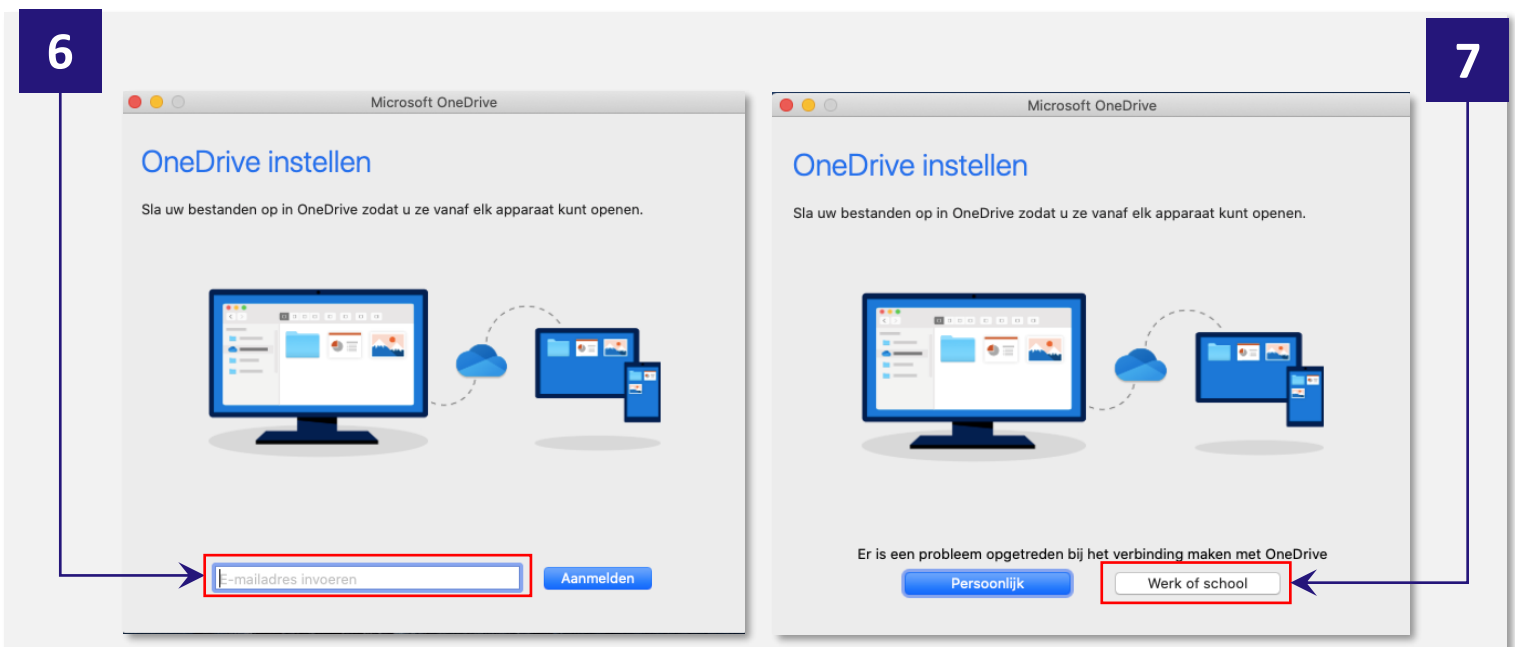 6
7
Microsoft OneDrive
OneDrive instellen
Sla uw bestanden op in OneDrive zodat u ze vanaf elk apparaat kunt openen.
E-mailadres invoeren
Aanmelden
Microsoft OneDrive
OneDrive instellen
Sla uw bestanden op in OneDrive zodat u ze vanaf elk apparaat kunt openen.
Er is een probleem opgetreden bij het verbinding maken met OneDrive
Persoonlijk
Werk of school